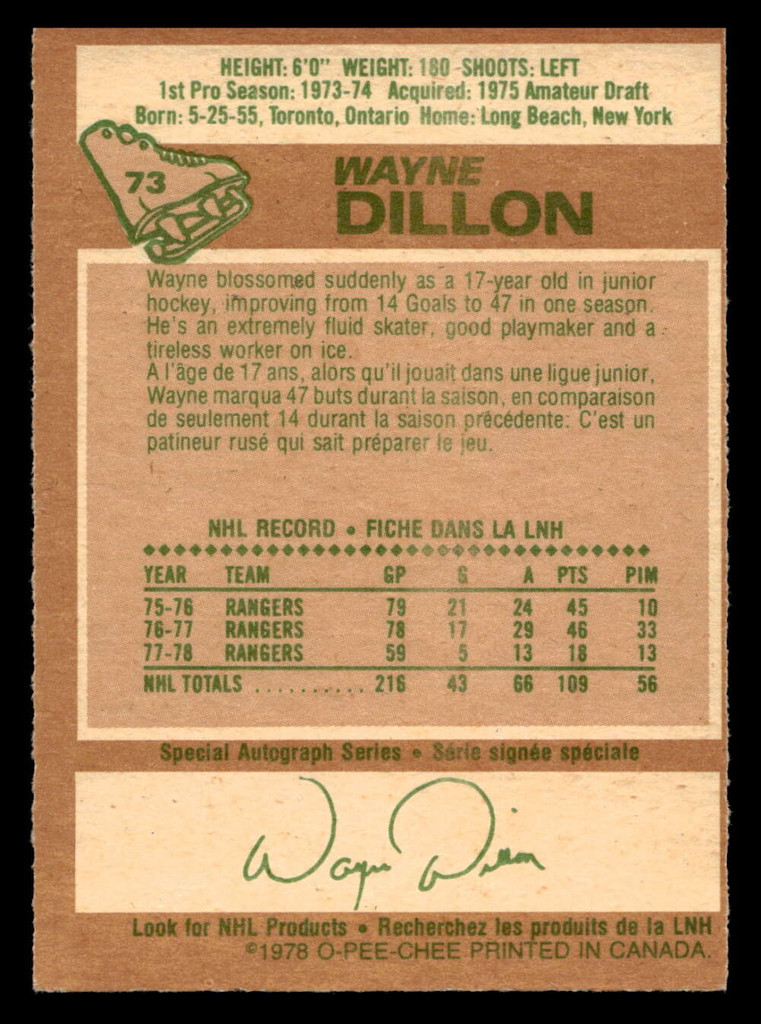 HEIGHT: 6'0" WEIGHT: 180 SHOOTS: LEFT
1st Pro Season: 1973-74 Acquired: 1975 Amateur Draft
Born: 5-25-55, Toronto, Ontario Home: Long Beach, New York
73
WAYNE
DILLON
Wayne blossomed suddenly as a 17-year old in junior
hockey, improving from 14 Goals to 47 in one season.
He's an extremely fluid skater, good playmaker and a
tireless worker on ice.
A l'âge de 17 ans, alors qu'il jouait dans une ligue junior,
Wayne marqua 47 buts durant la saison, en comparaison
de seulement 14 durant la saison précédente. C'est un
patineur rusé qui sait préparer le jeu.
NHL RECORD • FICHE DANS LA LNH
YEAR TEAM GP G A PTS PIM
75-76 RANGERS 79 21 24 45 10
76-77 RANGERS 78 17 29 46 33
77-78 RANGERS 59 5 13 18 13
NHL TOTALS .......... 216 43 66 109 56
Special Autograph Series • Série signée spéciale
Wayne Dillon
Look for NHL Products • Recherchez les produits de la LNH
©1978 O-PEE-CHEE PRINTED IN CANADA.